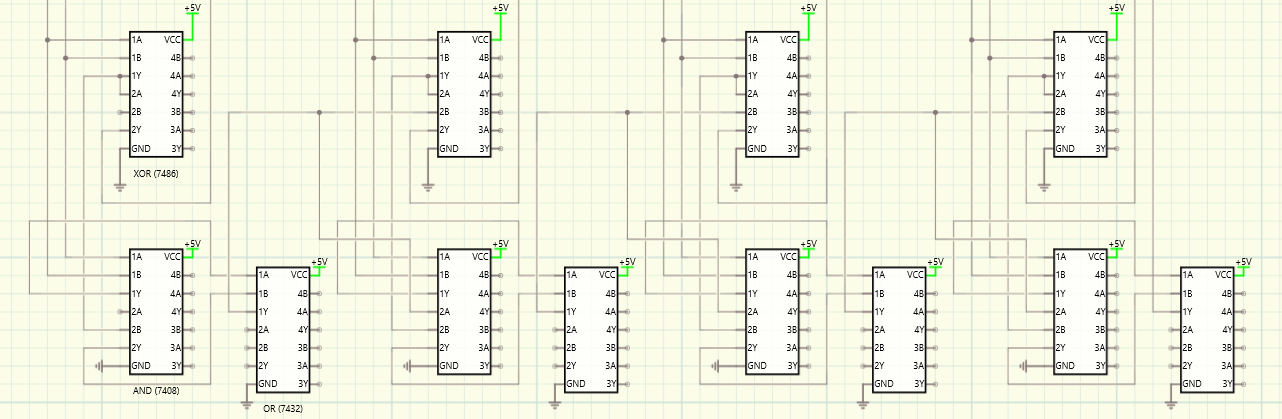 +5V +5V +5V +5V
1A VCC 1A VCC 1A VCC 1A VCC
1B 4B 1B 4B 1B 4B 1B 4B
1Y 4A 1Y 4A 1Y 4A 1Y 4A
2A 4Y 2A 4Y 2A 4Y 2A 4Y
2B 3B 2B 3B 2B 3B 2B 3B
2Y 3A 2Y 3A 2Y 3A 2Y 3A
GND 3Y GND 3Y GND 3Y GND 3Y
XOR (7486)
+5V +5V +5V +5V
1A VCC 1A VCC 1A VCC 1A VCC
+5V +5V +5V +5V
1B 4B 1A VCC 1B 4B 1A VCC 1B 4B 1A VCC 1B 4B 1A VCC
1Y 4A 1B 4B 1Y 4A 1B 4B 1Y 4A 1B 4B 1Y 4A 1B 4B
2A 4Y 1Y 4A 2A 4Y 1Y 4A 2A 4Y 1Y 4A 2A 4Y 1Y 4A
2B 3B 2A 4Y 2B 3B 2A 4Y 2B 3B 2A 4Y 2B 3B 2A 4Y
2Y 3A 2B 3B 2Y 3A 2B 3B 2Y 3A 2B 3B 2Y 3A 2B 3B
GND 3Y 2Y 3A GND 3Y 2Y 3A GND 3Y 2Y 3A GND 3Y 2Y 3A
GND 3Y GND 3Y GND 3Y GND 3Y
AND (7408)
OR (7432)